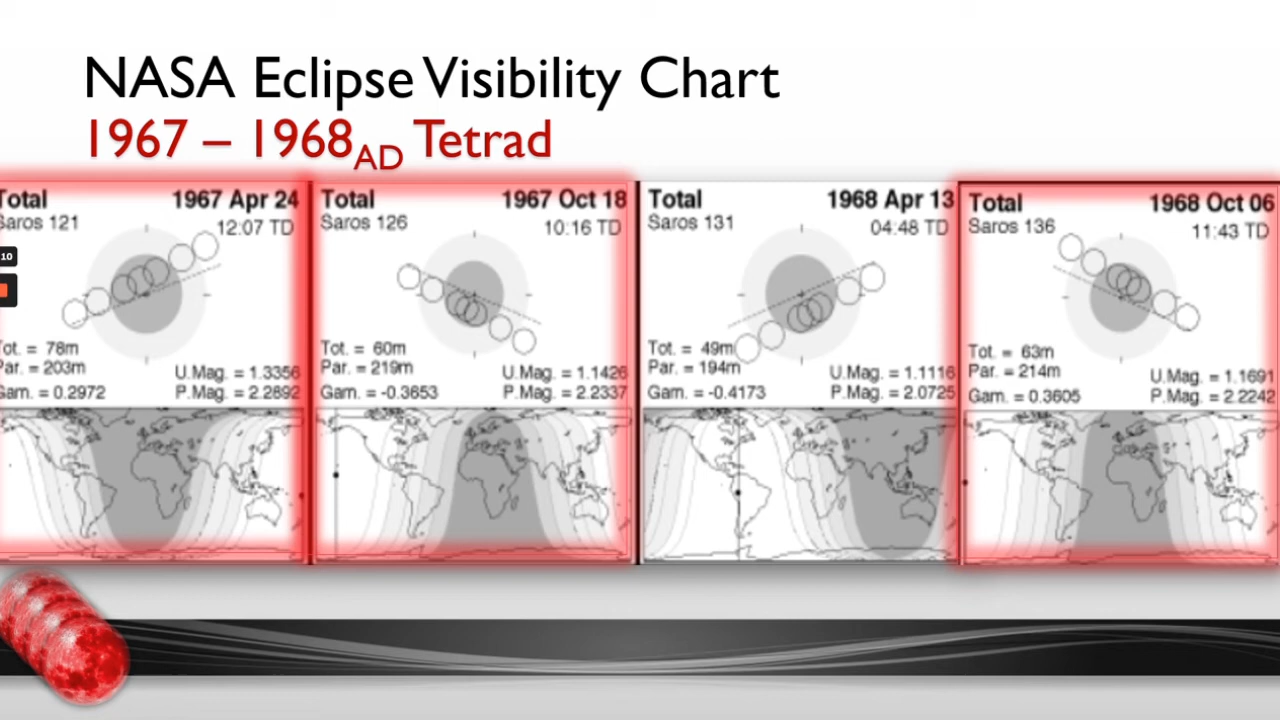 NASA Eclipse Visibility Chart
1967 – 1968AD Tetrad
Total 1967 Apr 24
Saros 121
12:07 TD
Tot. = 78m
Par. = 203m
U.Mag. = 1.3356
Gam. = 0.2972 P.Mag. = 2.2892
Total 1967 Oct 18
Saros 126
10:16 TD
Tot. = 60m
Par. = 219m
U.Mag. = 1.1426
Gam. = -0.3653 P.Mag. = 2.2337
Total 1968 Apr 13
Saros 131
04:48 TD
Tot. = 49m
Par. = 194m
U.Mag. = 1.1116
Gam. = -0.4173 P.Mag. = 2.0725
Total 1968 Oct 06
Saros 136
11:43 TD
Tot. = 63m
Par. = 214m
U.Mag. = 1.1691
Gam. = 0.3605 P.Mag. = 2.2242
10